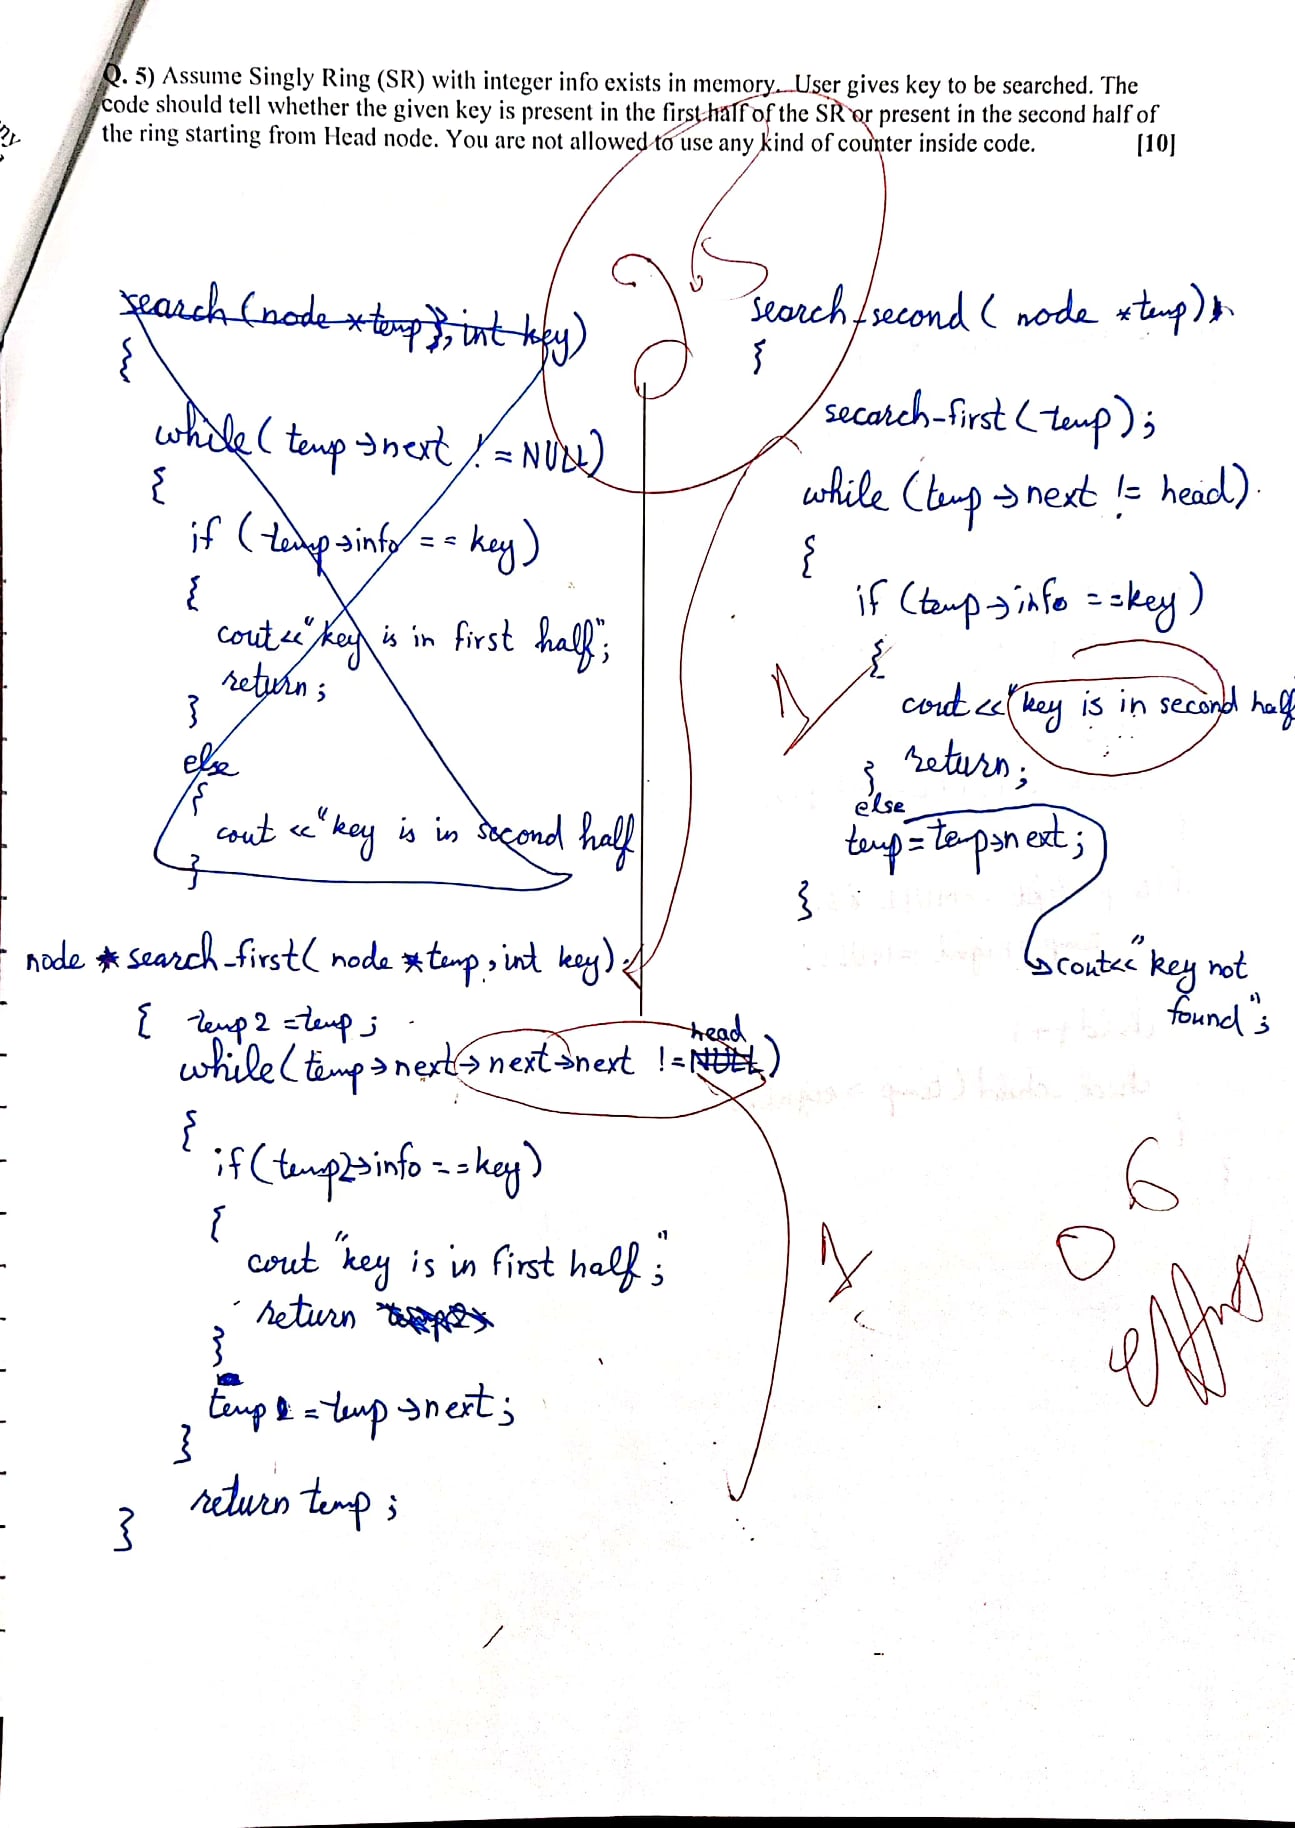 Q. 5) Assume Singly Ring (SR) with integer info exists in memory. User gives key to be searched. The
code should tell whether the given key is present in the first half of the SR or present in the second half of
the ring starting from Head node. You are not allowed to use any kind of counter inside code. [10]
search (node *temp}, int key)
{
while ( temp->next != NULL)
{
if ( temp->info == key)
{
cout<<"key is in first half";
return ;
}
else
{
cout <<"key is in second half
}
node * search_first( node *temp, int key)
{ temp2 = temp ;
while ( temp->next->next->next != NULL) head
{
if ( temp2->info == key)
{
cout "key is in first half ;"
return
}
temp = temp ->next ;
}
return temp ;
}
search_second ( node *temp)
{
secarch-first ( temp) ;
while ( temp -> next != head)
{
if ( temp->info == key )
{
cout << "key is in second half
return ;
}
else
temp = temp->next ;
}
cout<<"key not
found" ;
1
1
0 6